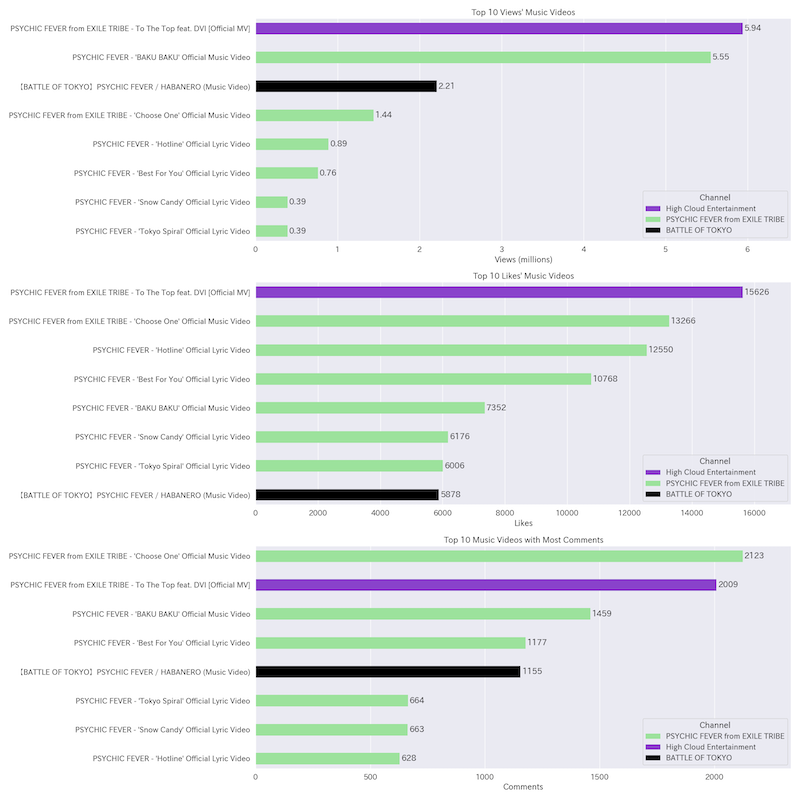 Top 10 Views' Music Videos
PSYCHIC FEVER from EXILE TRIBE - To The Top feat. DVI [Official MV]
5.94
PSYCHIC FEVER - 'BAKU BAKU' Official Music Video
5.55
【BATTLE OF TOKYO】PSYCHIC FEVER / HABANERO (Music Video)
2.21
PSYCHIC FEVER from EXILE TRIBE - 'Choose One' Official Music Video
1.44
PSYCHIC FEVER - 'Hotline' Official Lyric Video
0.89
PSYCHIC FEVER - 'Best For You' Official Lyric Video
0.76
PSYCHIC FEVER - 'Snow Candy' Official Lyric Video
0.39
PSYCHIC FEVER - 'Tokyo Spiral' Official Lyric Video
0.39
Channel
High Cloud Entertainment
PSYCHIC FEVER from EXILE TRIBE
BATTLE OF TOKYO
0 1 2 3 4 5 6
Views (millions)
Top 10 Likes' Music Videos
PSYCHIC FEVER from EXILE TRIBE - To The Top feat. DVI [Official MV]
15626
PSYCHIC FEVER from EXILE TRIBE - 'Choose One' Official Music Video
13266
PSYCHIC FEVER - 'Hotline' Official Lyric Video
12550
PSYCHIC FEVER - 'Best For You' Official Lyric Video
10768
PSYCHIC FEVER - 'BAKU BAKU' Official Music Video
7352
PSYCHIC FEVER - 'Snow Candy' Official Lyric Video
6176
PSYCHIC FEVER - 'Tokyo Spiral' Official Lyric Video
6006
【BATTLE OF TOKYO】PSYCHIC FEVER / HABANERO (Music Video)
5878
Channel
High Cloud Entertainment
PSYCHIC FEVER from EXILE TRIBE
BATTLE OF TOKYO
0 2000 4000 6000 8000 10000 12000 14000 16000
Likes
Top 10 Music Videos with Most Comments
PSYCHIC FEVER from EXILE TRIBE - 'Choose One' Official Music Video
2123
PSYCHIC FEVER from EXILE TRIBE - To The Top feat. DVI [Official MV]
2009
PSYCHIC FEVER - 'BAKU BAKU' Official Music Video
1459
PSYCHIC FEVER - 'Best For You' Official Lyric Video
1177
【BATTLE OF TOKYO】PSYCHIC FEVER / HABANERO (Music Video)
1155
PSYCHIC FEVER - 'Tokyo Spiral' Official Lyric Video
664
PSYCHIC FEVER - 'Snow Candy' Official Lyric Video
663
PSYCHIC FEVER - 'Hotline' Official Lyric Video
628
Channel
PSYCHIC FEVER from EXILE TRIBE
High Cloud Entertainment
BATTLE OF TOKYO
0 500 1000 1500 2000
Comments